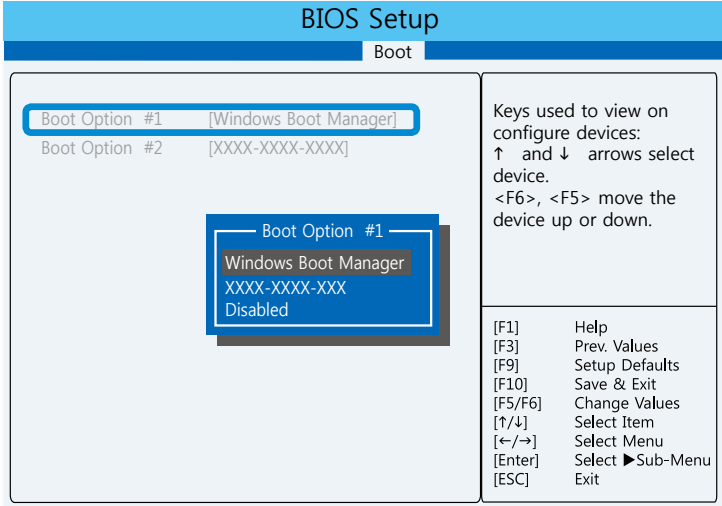 BIOS Setup
Boot
Boot Option #1 [Windows Boot Manager]
Boot Option #2 [XXXX-XXXX-XXXX]
Boot Option #1
Windows Boot Manager
XXXX-XXXX-XXX
Disabled
Keys used to view on
configure devices:
↑ and ↓ arrows select
device.
<F6>, <F5> move the
device up or down.
[F1] Help
[F3] Prev. Values
[F9] Setup Defaults
[F10] Save & Exit
[F5/F6] Change Values
[↑/↓] Select Item
[←/→] Select Menu
[Enter] Select ▶Sub-Menu
[ESC] Exit